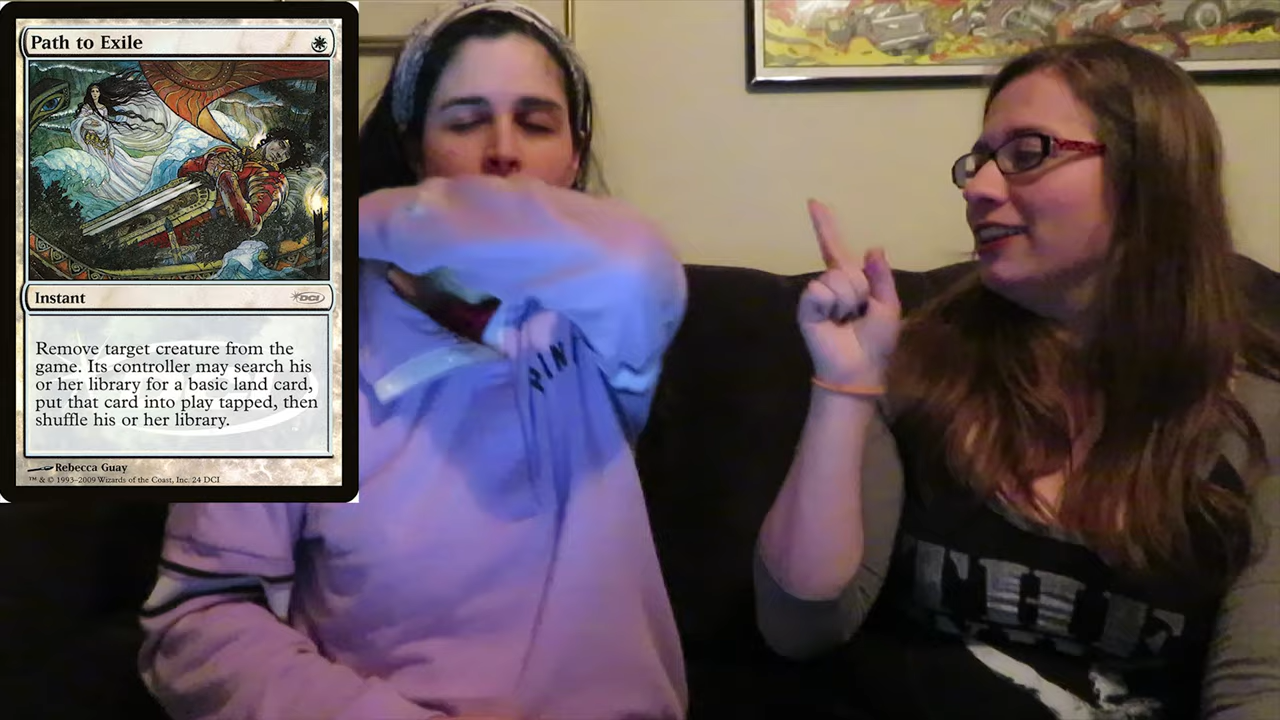 Path to Exile
Instant
DCI
Remove target creature from the
game. Its controller may search his
or her library for a basic land card,
put that card into play tapped, then
shuffle his or her library.
Rebecca Guay
™ & © 1993–2009 Wizards of the Coast, Inc. 24 DCI
THE